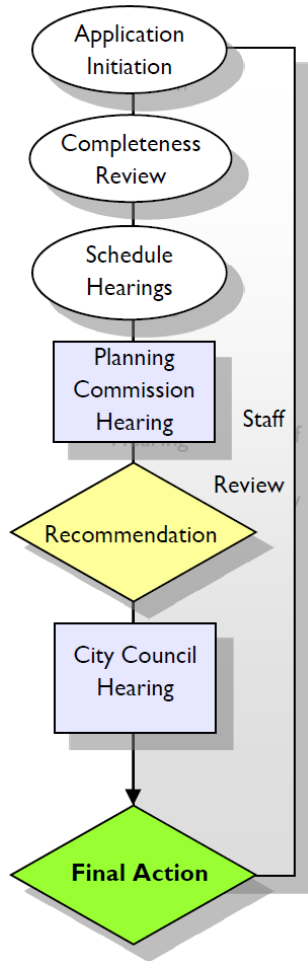 Application
Initiation
Completeness
Review
Schedule
Hearings
Planning
Commission
Hearing
Staff
Review
Recommendation
City Council
Hearing
Final Action